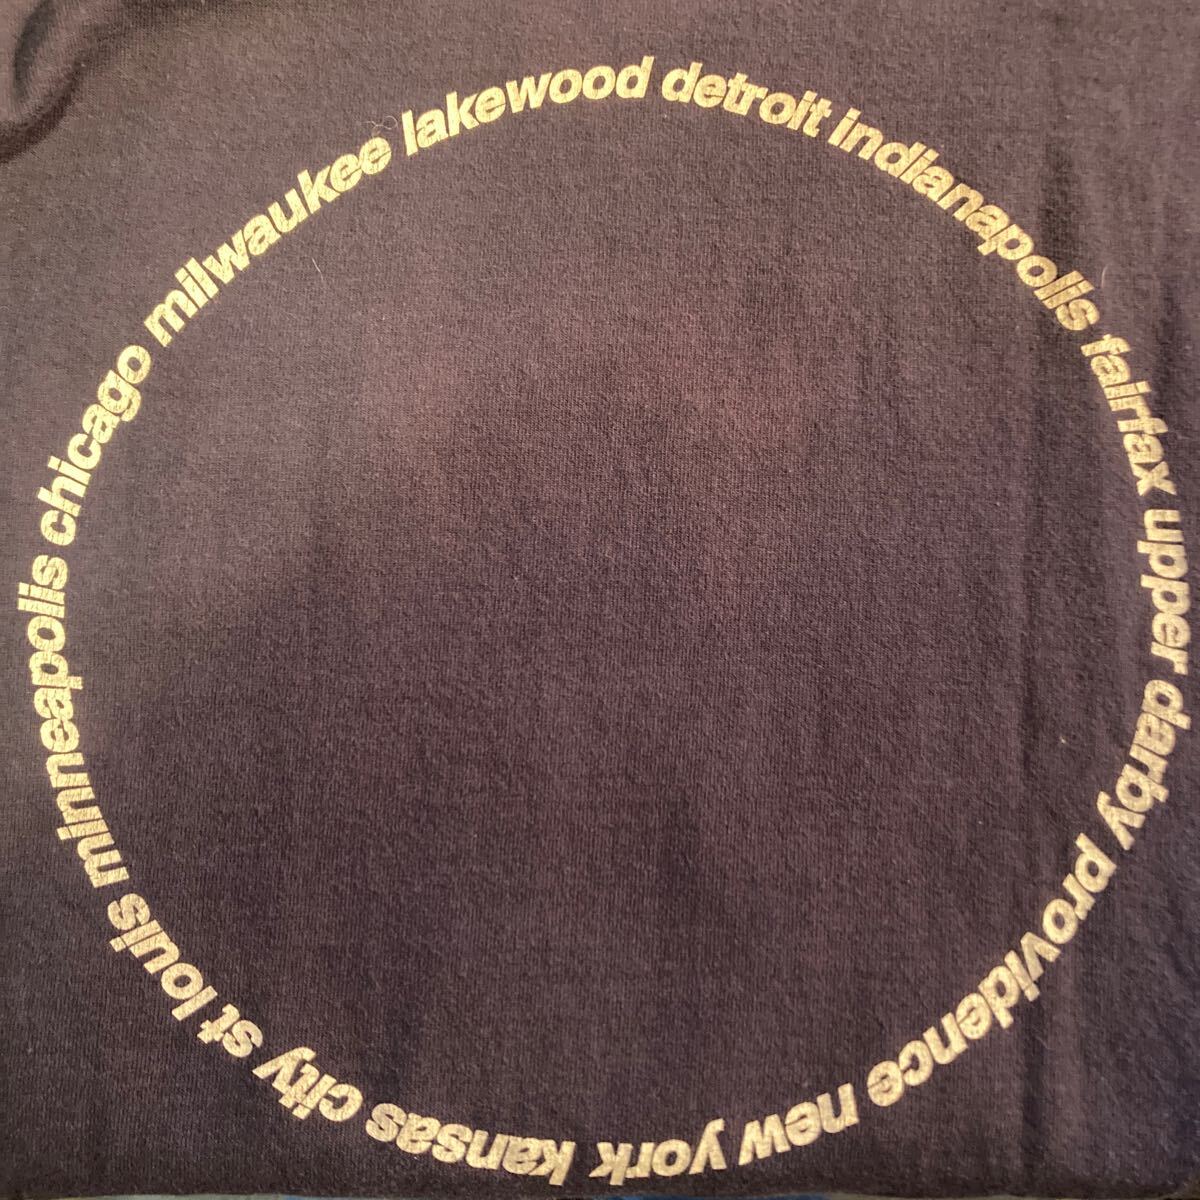 lakewood detroit indianapolis fairfax upper darby providence new york kansas city st louis minneapolis chicago milwaukee